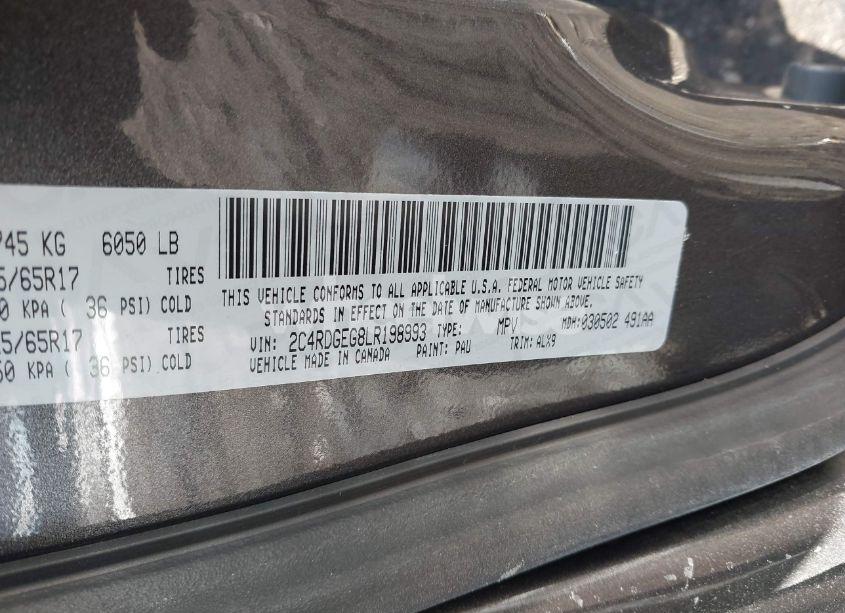 745 KG 6050 LB
5/65R17 TIRES
0 KPA ( 36 PSI) COLD
5/65R17 TIRES
50 KPA ( 36 PSI) COLD
THIS VEHICLE CONFORMS TO ALL APPLICABLE U.S.A. FEDERAL MOTOR VEHICLE SAFETY
STANDARDS IN EFFECT ON THE DATE OF MANUFACTURE SHOWN ABOVE.
VIN: 2C4RDGEG8LR198993 TYPE: MPV MDH: 030502 491AA
VEHICLE MADE IN CANADA PAINT: PAU TRIM: ALX9